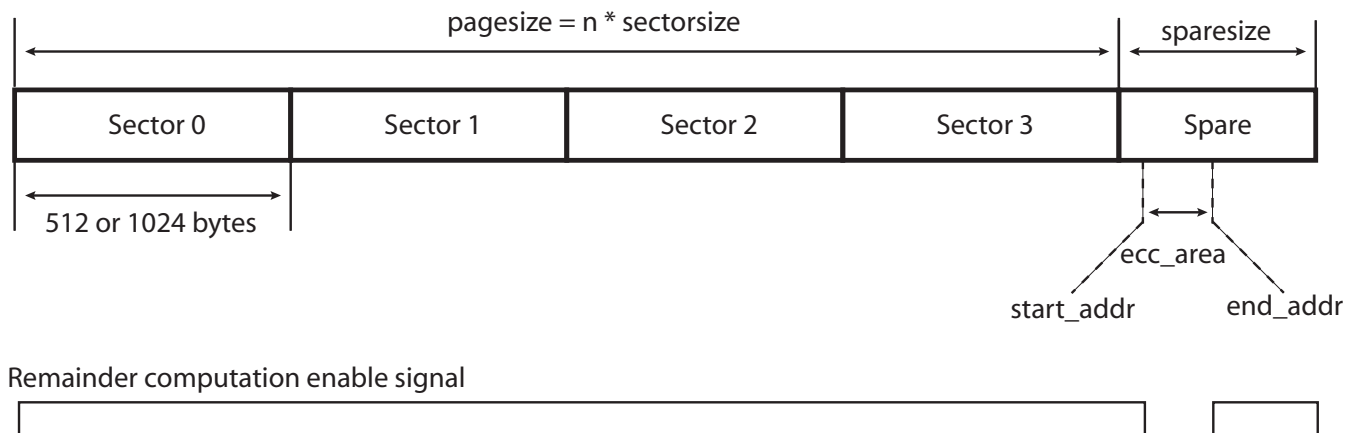 pagesize = n * sectorsize
sparesize
Sector 0
Sector 1
Sector 2
Sector 3
Spare
512 or 1024 bytes
ecc_area
start_addr
end_addr
Remainder computation enable signal